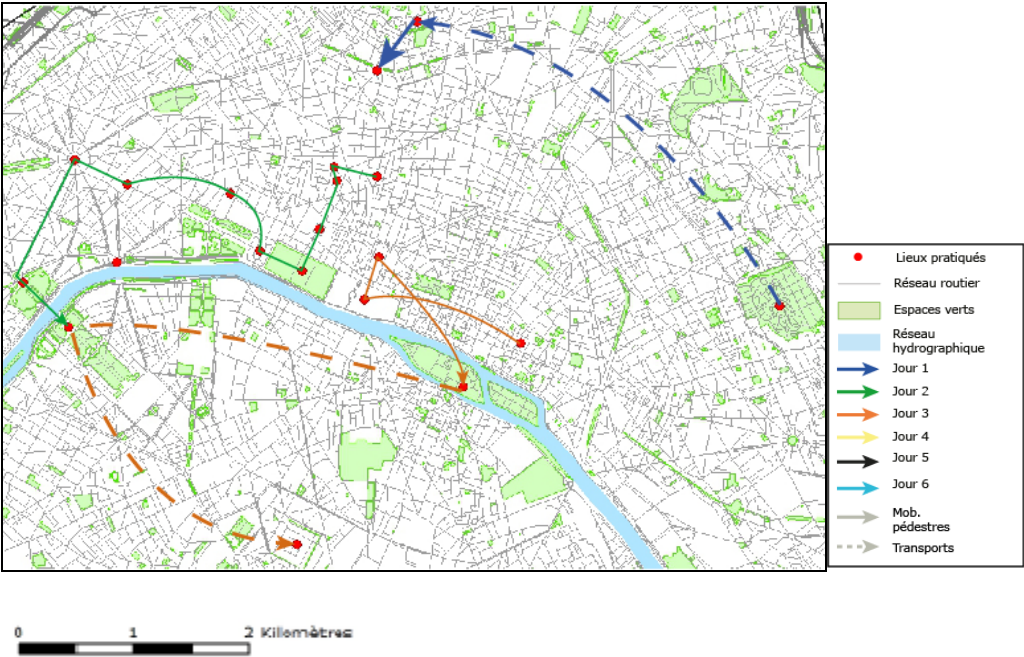 Lieux pratiqués
Réseau routier
Espaces verts
Réseau
hydrographique
Jour 1
Jour 2
Jour 3
Jour 4
Jour 5
Jour 6
Mob.
pédestres
Transports
0 1 2 Kilomètres